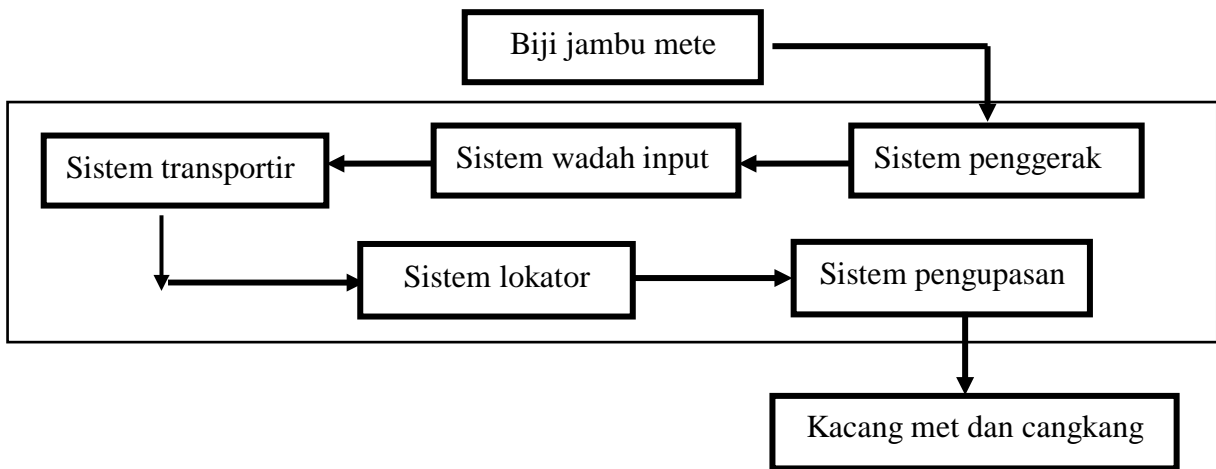 Biji jambu mete
Sistem transportir
Sistem wadah input
Sistem penggerak
Sistem lokator
Sistem pengupasan
Kacang met dan cangkang